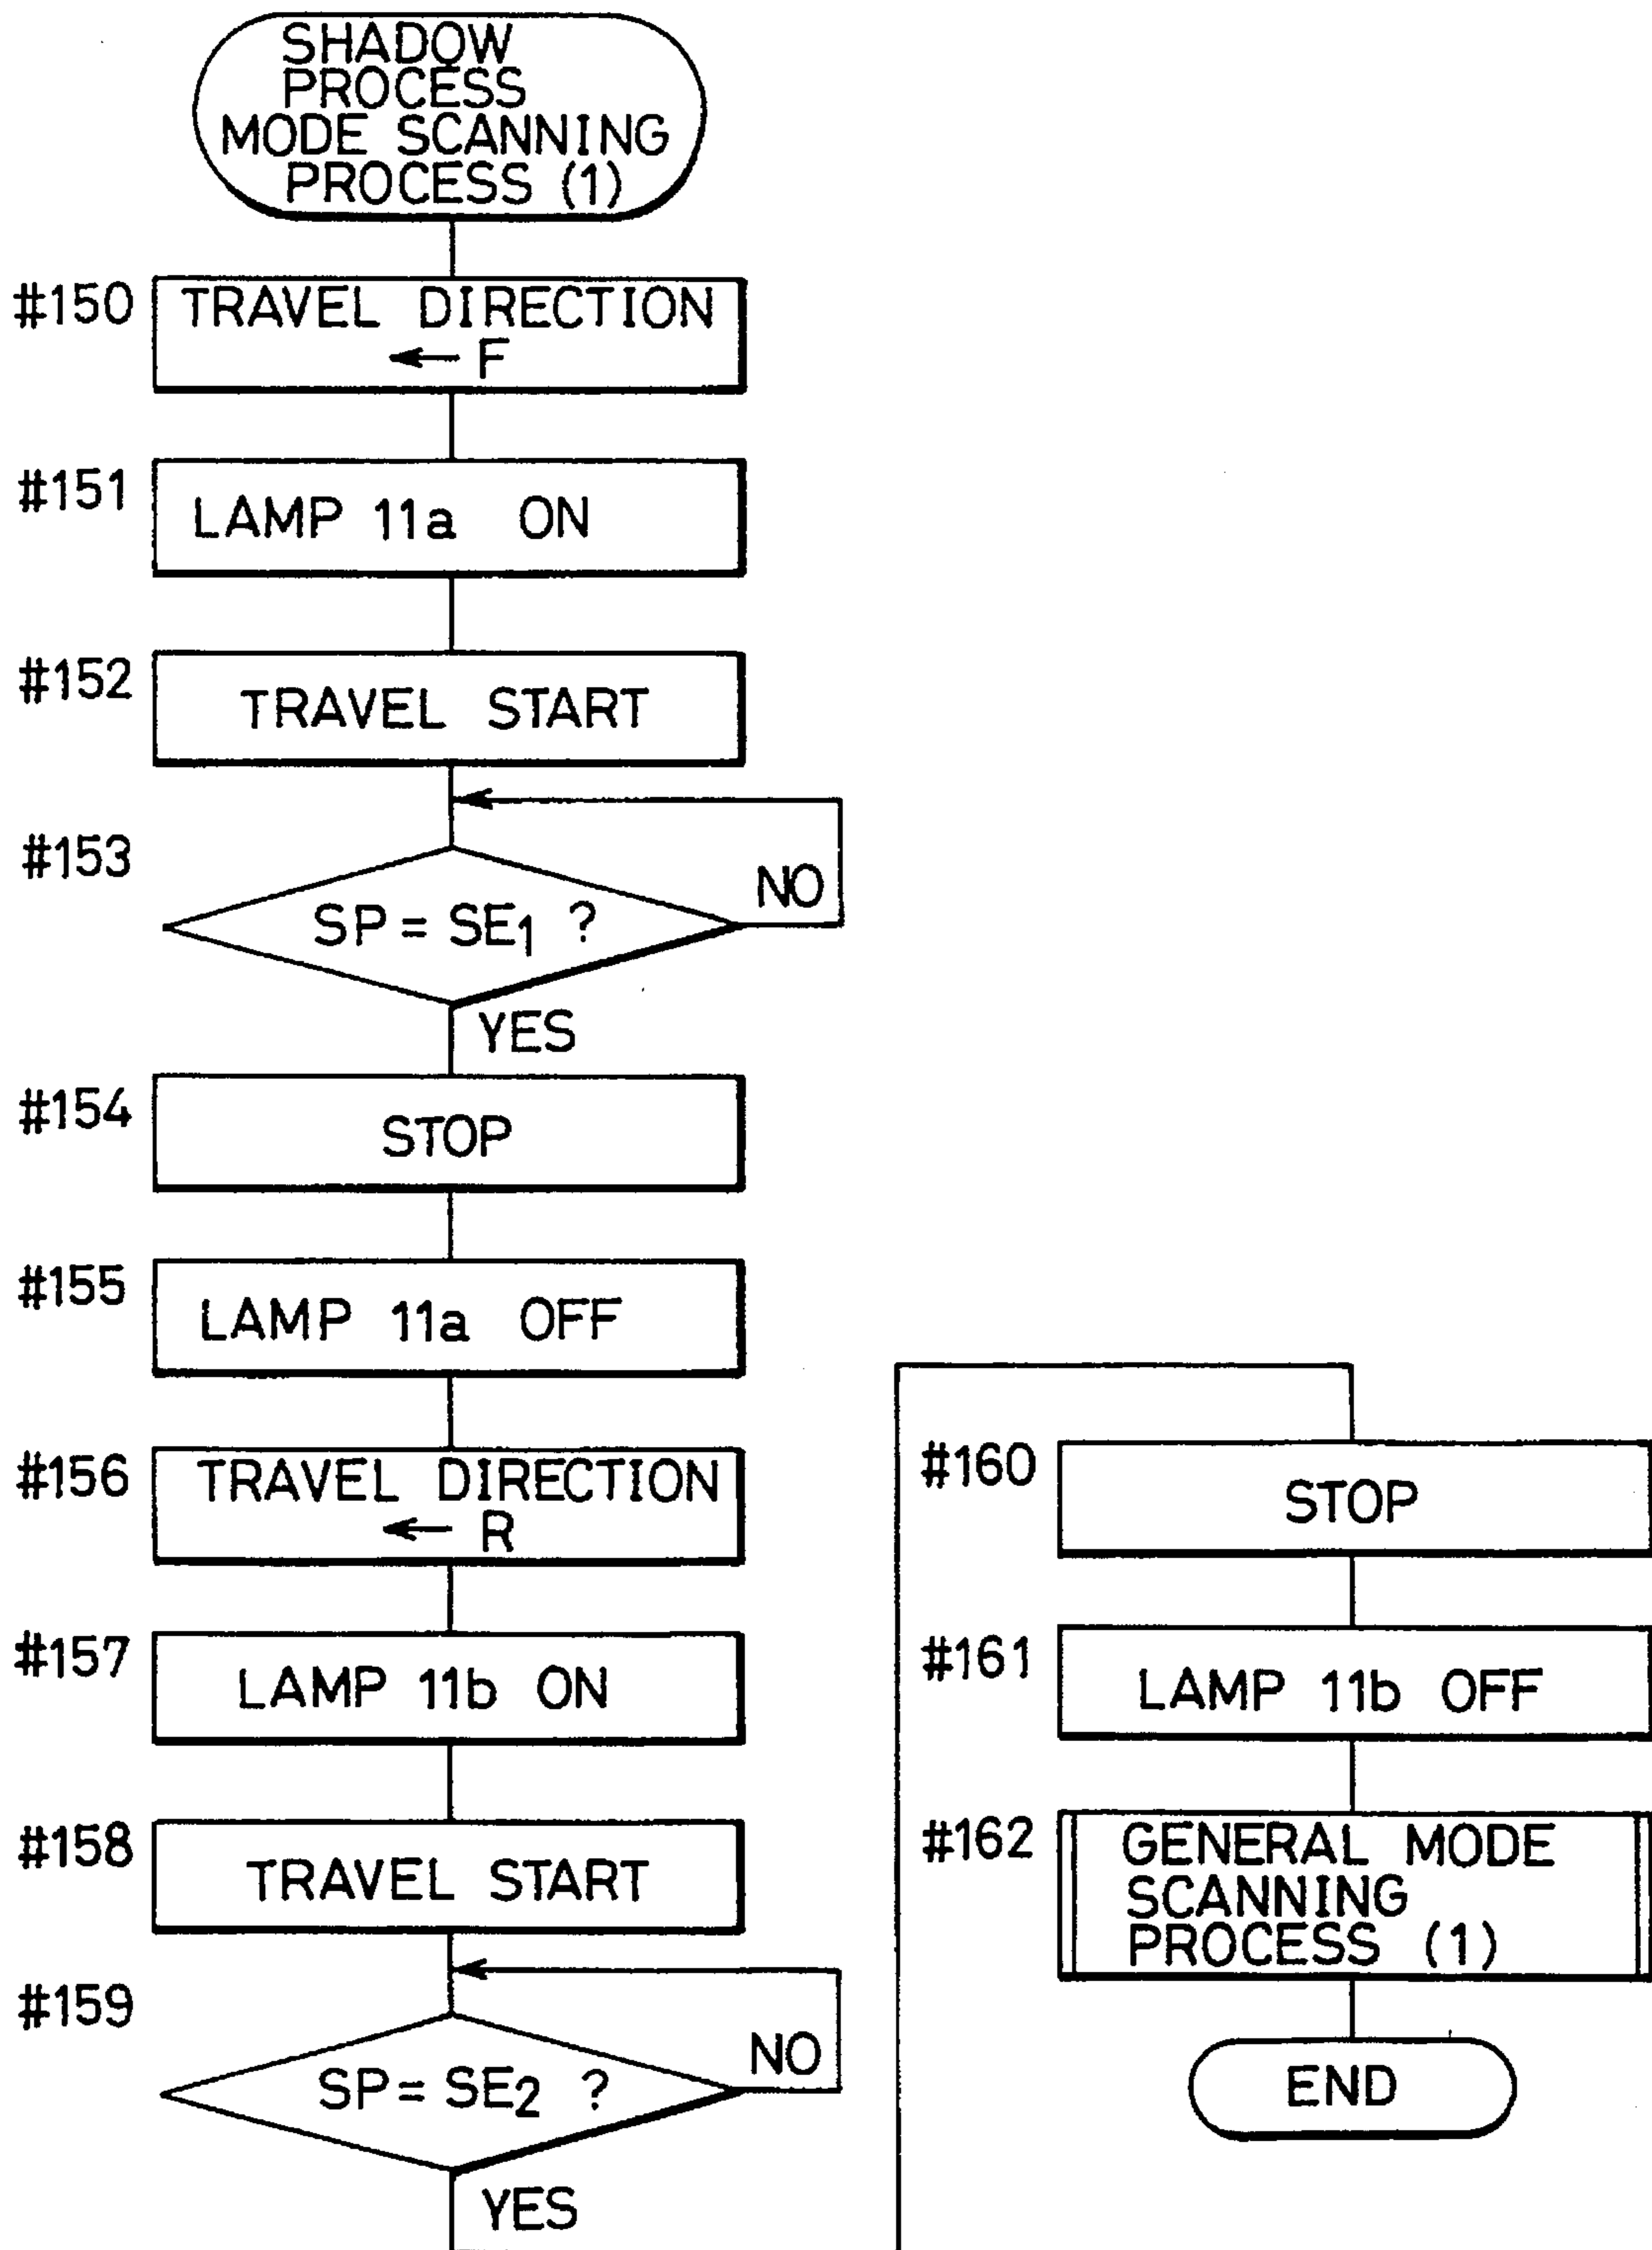 SHADOW
PROCESS
MODE SCANNING
PROCESS (1)
#150
TRAVEL DIRECTION
← F
#151
LAMP 11a ON
#152
TRAVEL START
#153
SP = SE1 ?
NO
YES
#154
STOP
#155
LAMP 11a OFF
#156
TRAVEL DIRECTION
← R
#157
LAMP 11b ON
#158
TRAVEL START
#159
SP = SE2 ?
NO
YES
#160
STOP
#161
LAMP 11b OFF
#162
GENERAL MODE
SCANNING
PROCESS (1)
END